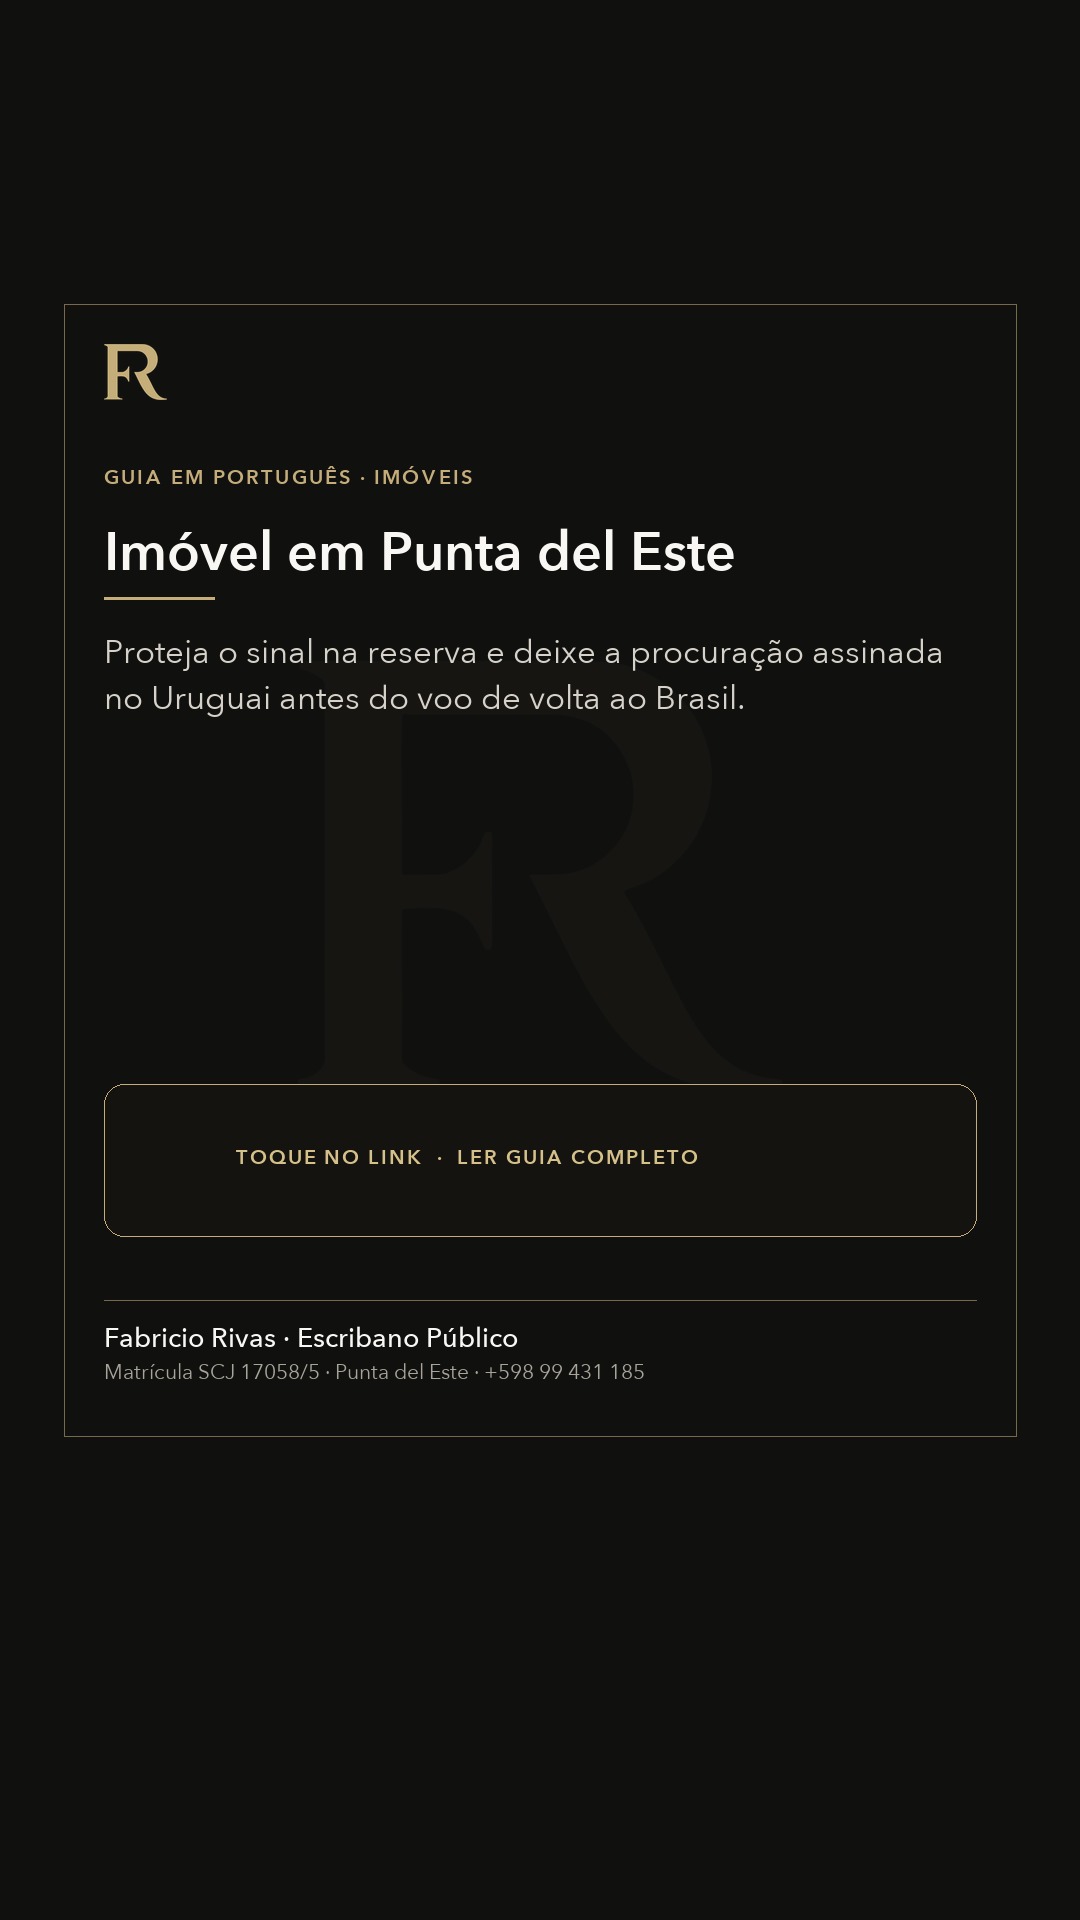 FR
GUIA EM PORTUGUÊS · IMÓVEIS
Imóvel em Punta del Este
Proteja o sinal na reserva e deixe a procuração assinada
no Uruguai antes do voo de volta ao Brasil.
TOQUE NO LINK · LER GUIA COMPLETO
Fabricio Rivas · Escribano Público
Matrícula SCJ 17058/5 · Punta del Este · +598 99 431 185